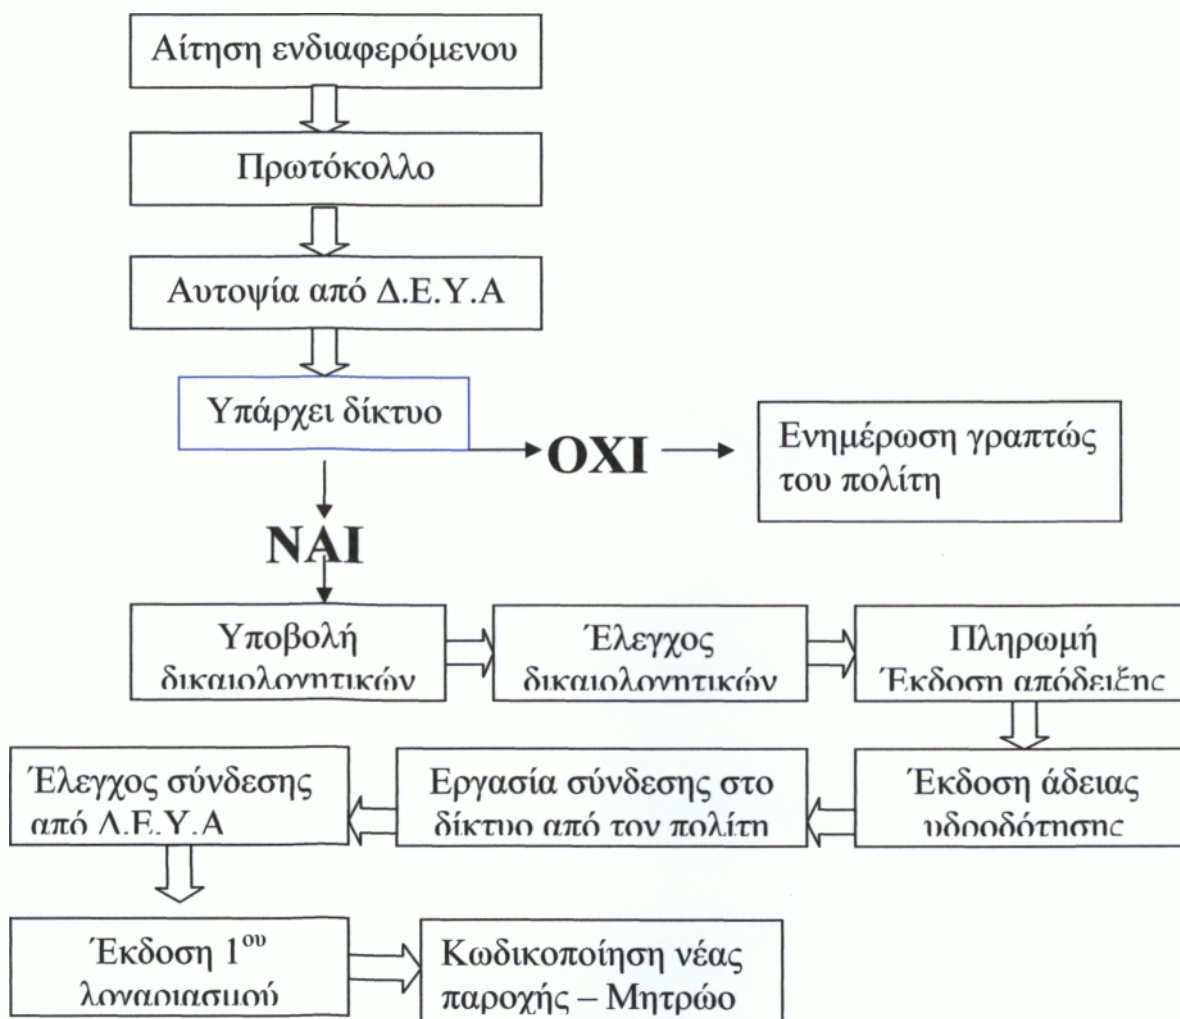 Αίτηση ενδιαφερόμενου
Πρωτόκολλο
Αυτοψία από Δ.Ε.Υ.Α
Υπάρχει δίκτυο
ΟΧΙ
Ενημέρωση γραπτώς
του πολίτη
ΝΑΙ
Υποβολή
δικαιολογητικών
Έλεγχος
δικαιολογητικών
Πληρωμή
Έκδοση απόδειξης
Έκδοση άδειας
υδροδότησης
Εργασία σύνδεσης στο
δίκτυο από τον πολίτη
Έλεγχος σύνδεσης
από Δ.Ε.Υ.Α
Έκδοση 1ου
λογαριασμού
Κωδικοποίηση νέας
παροχής – Μητρώο